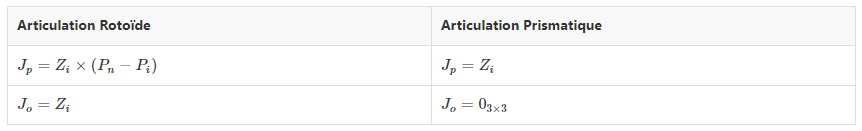 Articulation Rotoïde	Articulation Prismatique
J_p = Z_i × (P_n − P_i)	J_p = Z_i
J_o = Z_i	J_o = 0_{3×3}